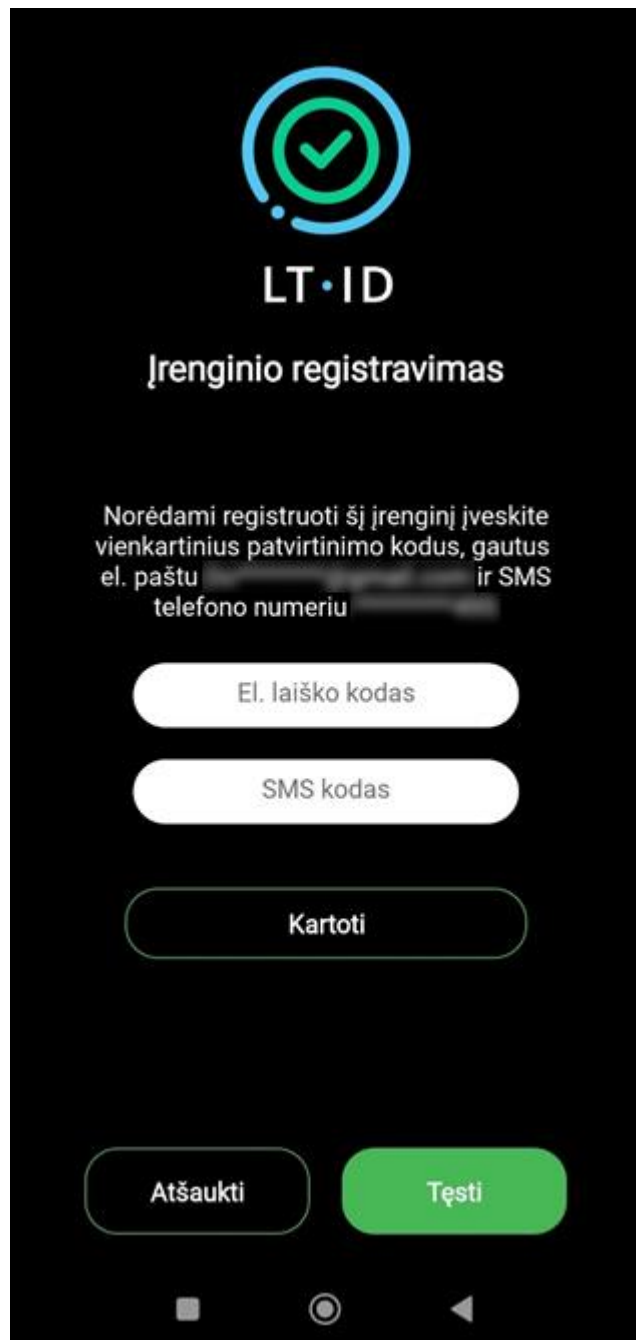 LT·ID
Įrenginio registravimas
Norėdami registruoti šį įrenginį įveskite
vienkartinius patvirtinimo kodus, gautus
el. paštu ir SMS
telefono numeriu
El. laiško kodas
SMS kodas
Kartoti
Atšaukti
Tęsti